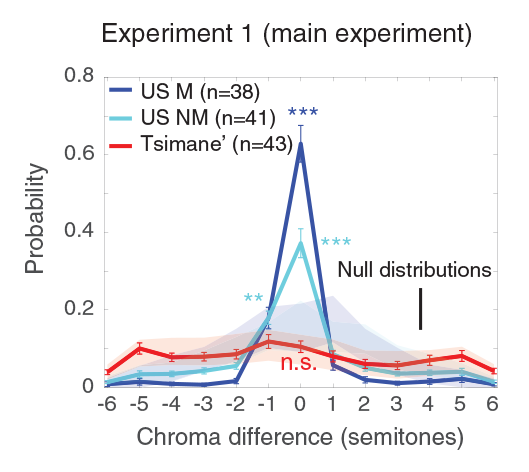 Experiment 1 (main experiment)
0.8
US M (n=38)
***
US NM (n=41)
Tsimane’ (n=43)
0.6
Probability
0.4
***
Null distributions
**
0.2
n.s.
0
-6 -5 -4 -3 -2 -1 0 1 2 3 4 5 6
Chroma difference (semitones)